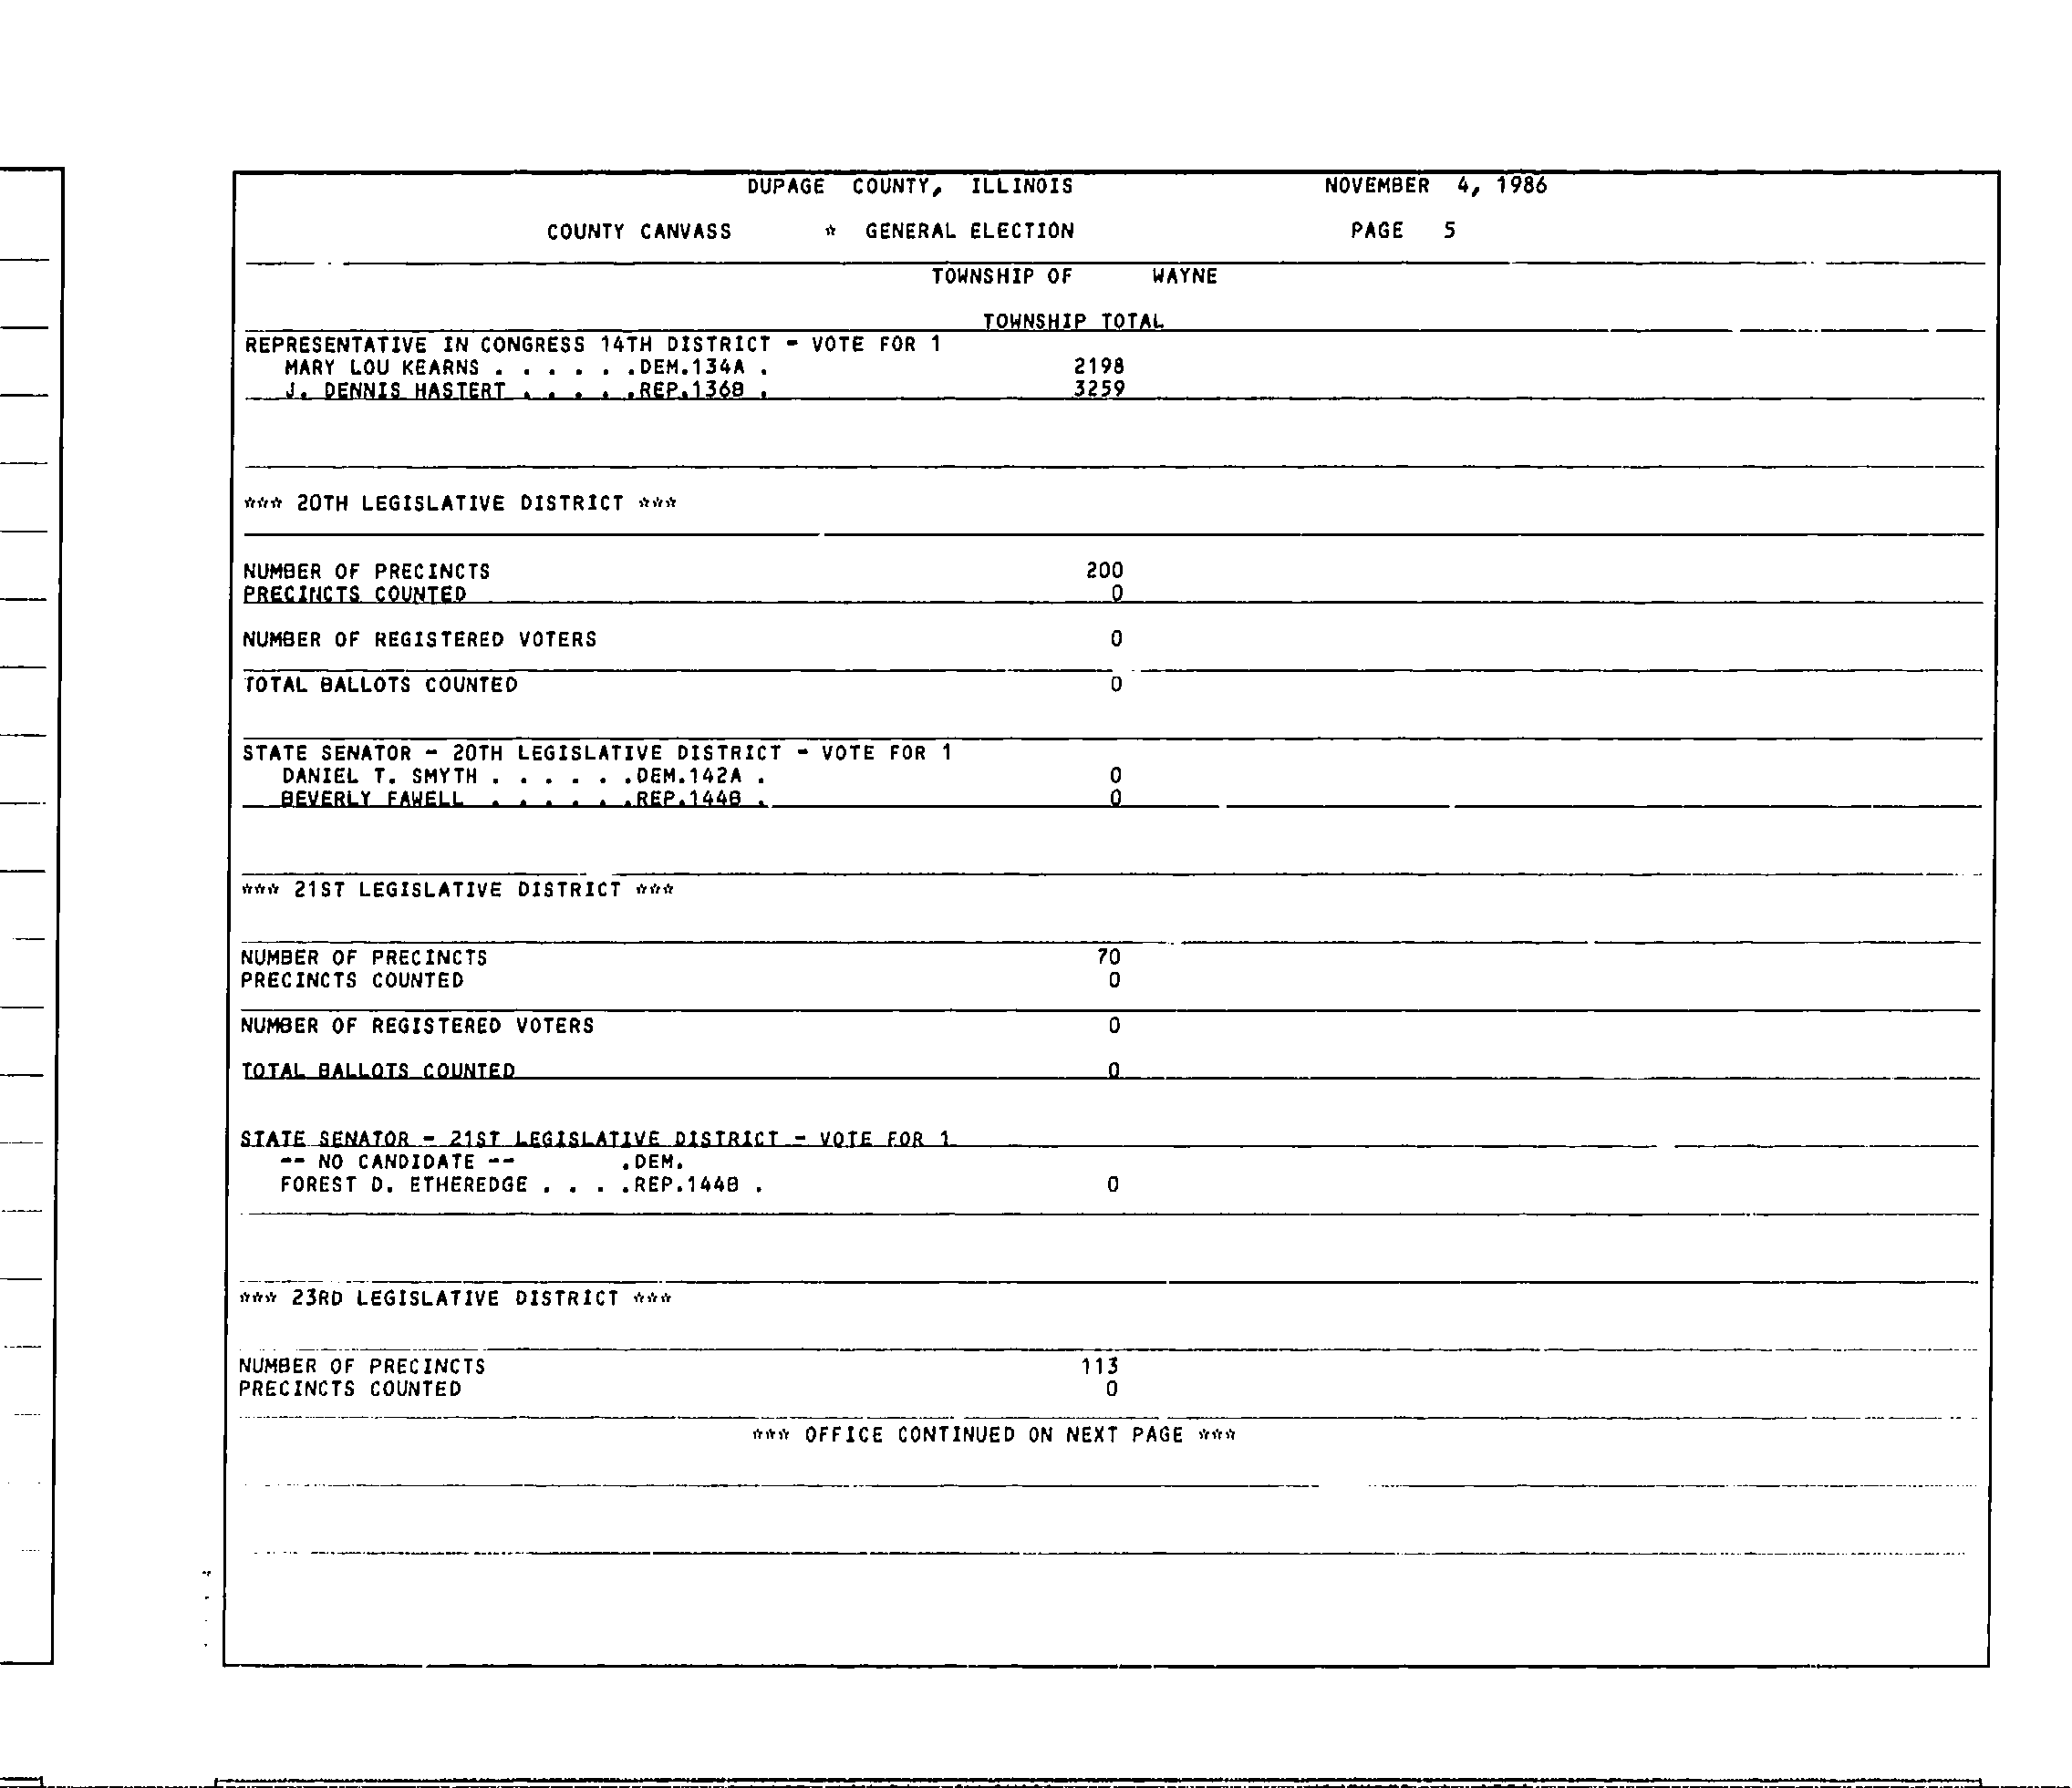 DUPAGE COUNTY, ILLINOIS NOVEMBER 4, 1986
COUNTY CANVASS * GENERAL ELECTION PAGE 5
TOWNSHIP OF WAYNE
TOWNSHIP TOTAL
REPRESENTATIVE IN CONGRESS 14TH DISTRICT - VOTE FOR 1
MARY LOU KEARNS . . . . . .DEM.134A . 2198
J. DENNIS HASTERT . . . . .REP.136B . 3259
*** 20TH LEGISLATIVE DISTRICT ***
NUMBER OF PRECINCTS 200
PRECINCTS COUNTED 0
NUMBER OF REGISTERED VOTERS 0
TOTAL BALLOTS COUNTED 0
STATE SENATOR - 20TH LEGISLATIVE DISTRICT - VOTE FOR 1
DANIEL T. SMYTH . . . . . .DEM.142A . 0
BEVERLY FAWELL . . . . . .REP.144B . 0
*** 21ST LEGISLATIVE DISTRICT ***
NUMBER OF PRECINCTS 70
PRECINCTS COUNTED 0
NUMBER OF REGISTERED VOTERS 0
TOTAL BALLOTS COUNTED 0
STATE SENATOR - 21ST LEGISLATIVE DISTRICT - VOTE FOR 1
-- NO CANDIDATE -- .DEM.
FOREST D. ETHEREDGE . . . .REP.144B . 0
*** 23RD LEGISLATIVE DISTRICT ***
NUMBER OF PRECINCTS 113
PRECINCTS COUNTED 0
*** OFFICE CONTINUED ON NEXT PAGE ***